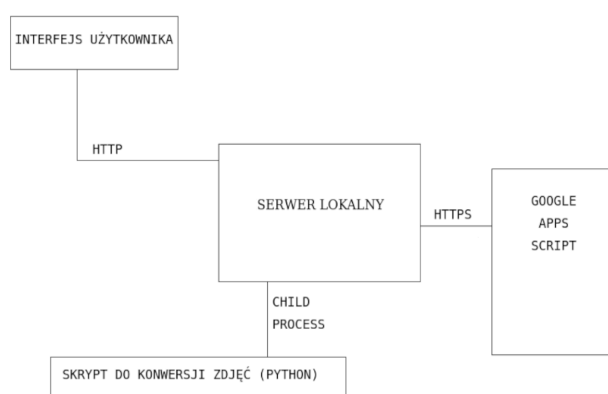 INTERFEJS UŻYTKOWNIKA
HTTP
SERWER LOKALNY
HTTPS
GOOGLE
APPS
SCRIPT
CHILD
PROCESS
SKRYPT DO KONWERSJI ZDJĘĆ (PYTHON)